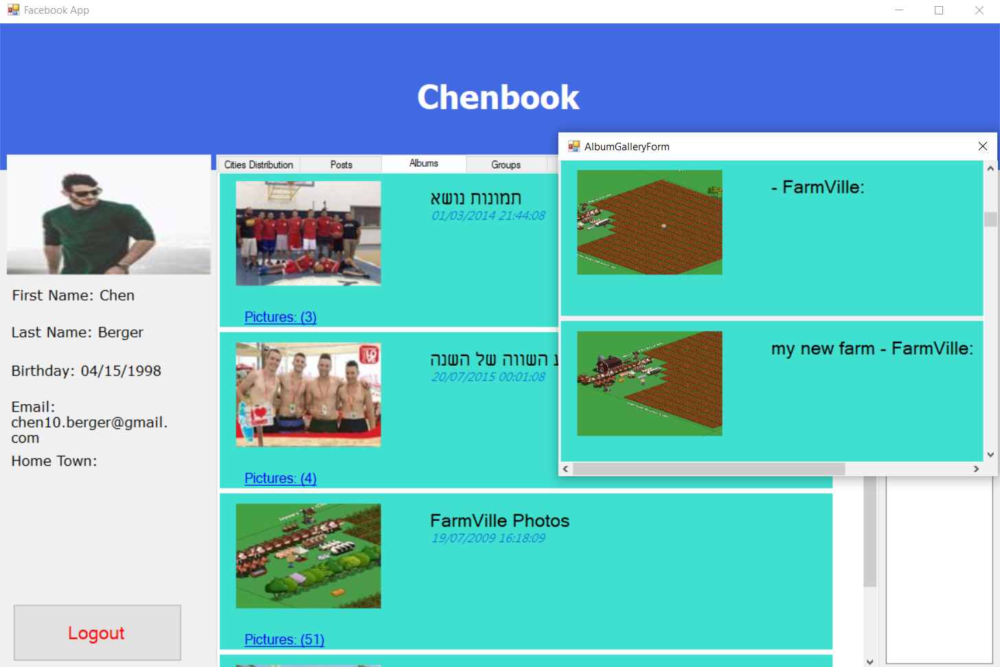 Facebook App
Chenbook
AlbumGalleryForm
Cities Distribution
Posts
Albums
Groups
First Name: Chen
Last Name: Berger
Birthday: 04/15/1998
Email:
chen10.berger@gmail.
com
Home Town:
Logout
תמונות נושא
01/03/2014 21:44:08
Pictures: (3)
השווה של השנה
20/07/2015 00:01:08
Pictures: (4)
FarmVille Photos
19/07/2009 16:18:09
Pictures: (51)
- FarmVille:
my new farm - FarmVille: